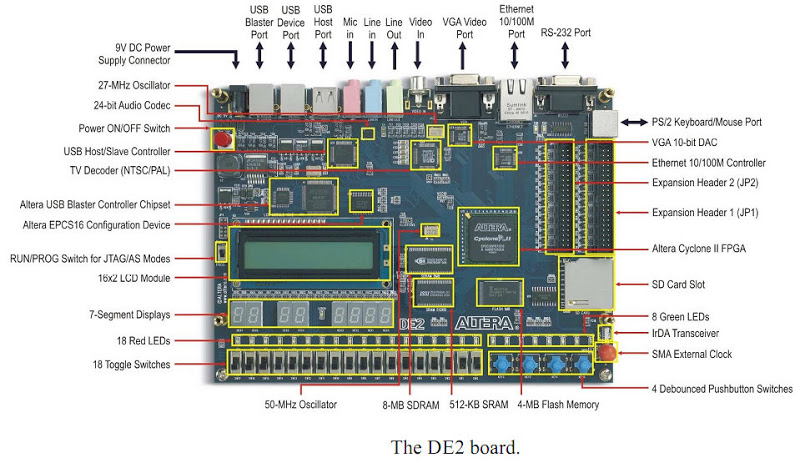 USB
Blaster
Port
USB
Device
Port
USB
Host
Port
Mic
in
Line
in
Line
Out
Video
In
VGA Video
Port
Ethernet
10/100M
Port
RS-232 Port
9V DC Power
Supply Connector
27-MHz Oscillator
24-bit Audio Codec
Power ON/OFF Switch
USB Host/Slave Controller
TV Decoder (NTSC/PAL)
Altera USB Blaster Controller Chipset
Altera EPCS16 Configuration Device
RUN/PROG Switch for JTAG/AS Modes
16x2 LCD Module
7-Segment Displays
18 Red LEDs
18 Toggle Switches
PS/2 Keyboard/Mouse Port
VGA 10-bit DAC
Ethernet 10/100M Controller
Expansion Header 2 (JP2)
Expansion Header 1 (JP1)
Altera Cyclone II FPGA
SD Card Slot
8 Green LEDs
IrDA Transceiver
SMA External Clock
4 Debounced Pushbutton Switches
50-MHz Oscillator
8-MB SDRAM
512-KB SRAM
4-MB Flash Memory
ALTERA
Cyclone II
DE2
ALTERA
The DE2 board.